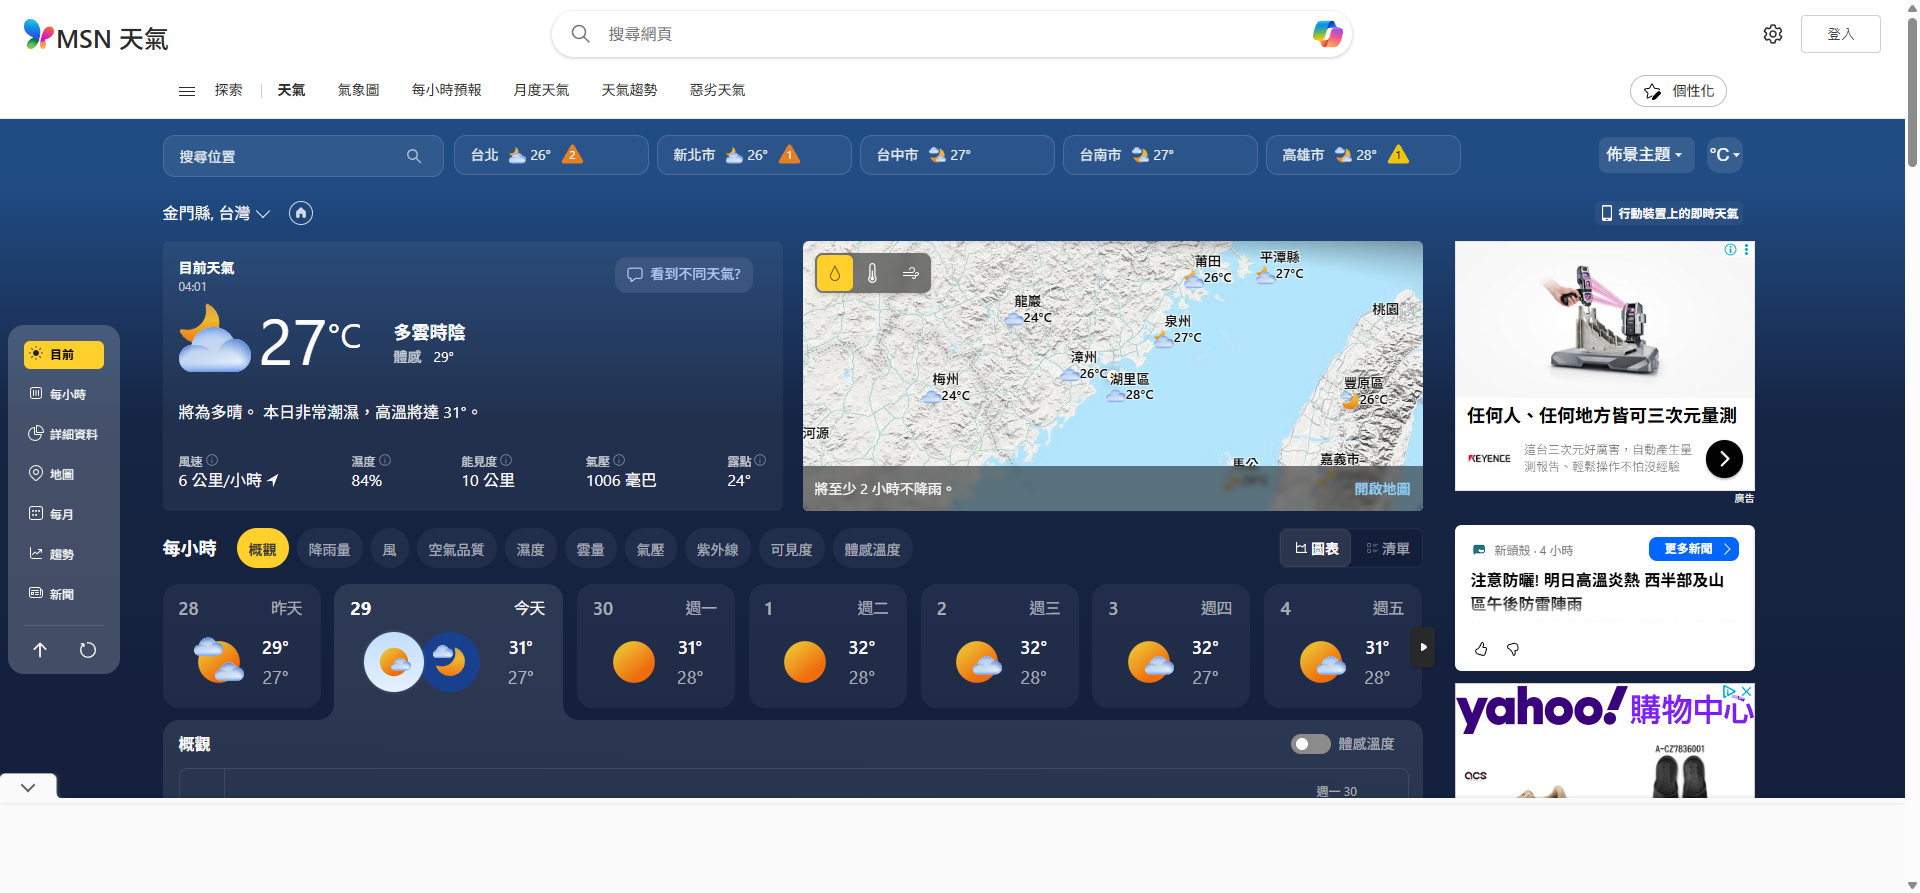 MSN 天氣
搜尋網頁
登入
探索
天氣
氣象圖
每小時預報
月度天氣
天氣趨勢
惡劣天氣
個性化
搜尋位置
台北 26° 2
新北市 26° 1
台中市 27°
台南市 27°
高雄市 28° 1
佈景主題
°C
金門縣, 台灣
行動裝置上的即時天氣
目前
每小時
詳細資料
地圖
每月
趨勢
新聞
目前天氣
04:01
看到不同天氣?
27°C
多雲時陰
體感 29°
將為多晴。 本日非常潮濕，高溫將達 31°。
風速
6 公里/小時
濕度
84%
能見度
10 公里
氣壓
1006 毫巴
露點
24°
莆田
26°C
平潭縣
27°C
龍巖
24°C
桃園
泉州
27°C
漳州
26°C
湖里區
28°C
梅州
24°C
豐原區
26°C
河源
馬公
嘉義市
將至少 2 小時不降雨。
開啟地圖
任何人、任何地方皆可三次元量測
KEYENCE
這台三次元好厲害，自動產生量
測報告、輕鬆操作不怕沒經驗
廣告
每小時
概觀
降雨量
風
空氣品質
濕度
雲量
氣壓
紫外線
可見度
體感溫度
圖表
清單
28 昨天
29°
27°
29 今天
31°
27°
30 週一
31°
28°
1 週二
32°
28°
2 週三
32°
28°
3 週四
32°
27°
4 週五
31°
28°
概觀
體感溫度
週一 30
新頭殼 · 4 小時
更多新聞
注意防曬! 明日高溫炎熱 西半部及山
區午後防雷陣雨
yahoo! 購物中心
A-CZ7836001
acs